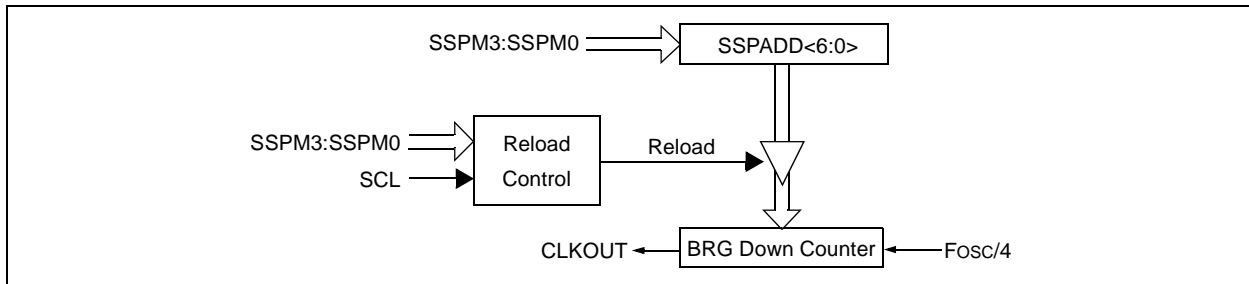 SSPM3:SSPM0
SSPADD<6:0>
SSPM3:SSPM0
SCL
Reload
Control
Reload
CLKOUT
BRG Down Counter
FOSC/4